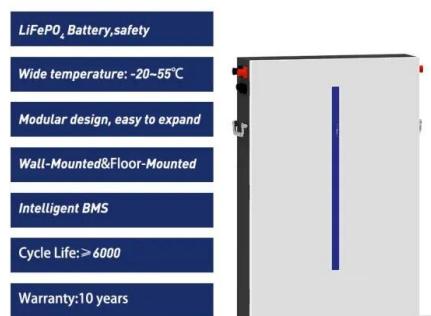 LiFePO₄ Battery,safety
Wide temperature: -20~55℃
Modular design, easy to expand
Wall-Mounted&Floor-Mounted
Intelligent BMS
Cycle Life:≥6000
Warranty:10 years